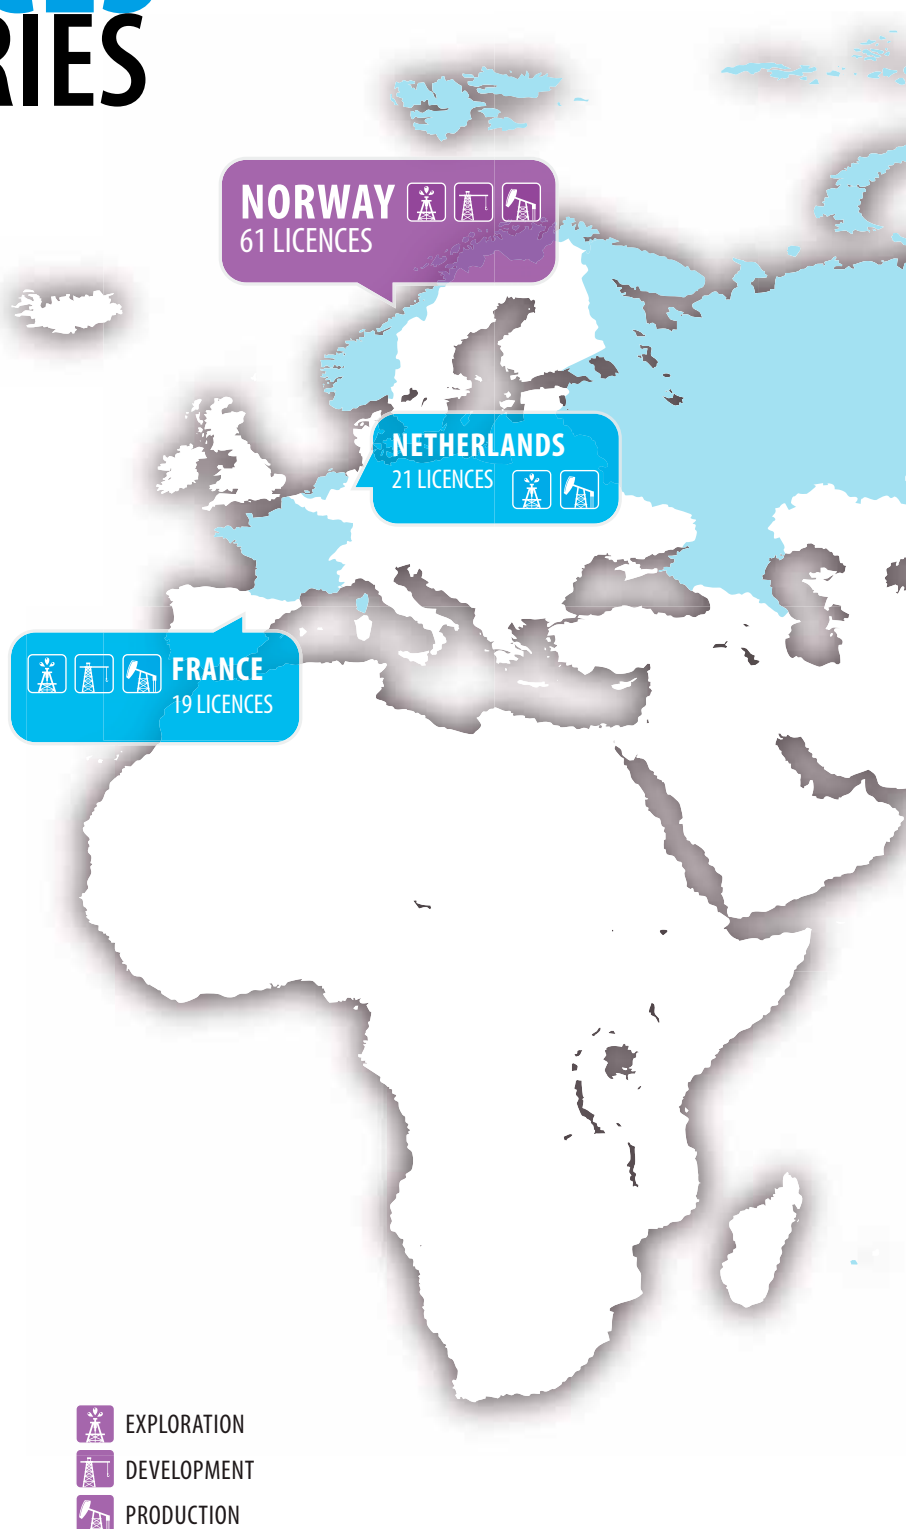 RIES
NORWAY
61 LICENCES
NETHERLANDS
21 LICENCES
FRANCE
19 LICENCES
EXPLORATION
DEVELOPMENT
PRODUCTION